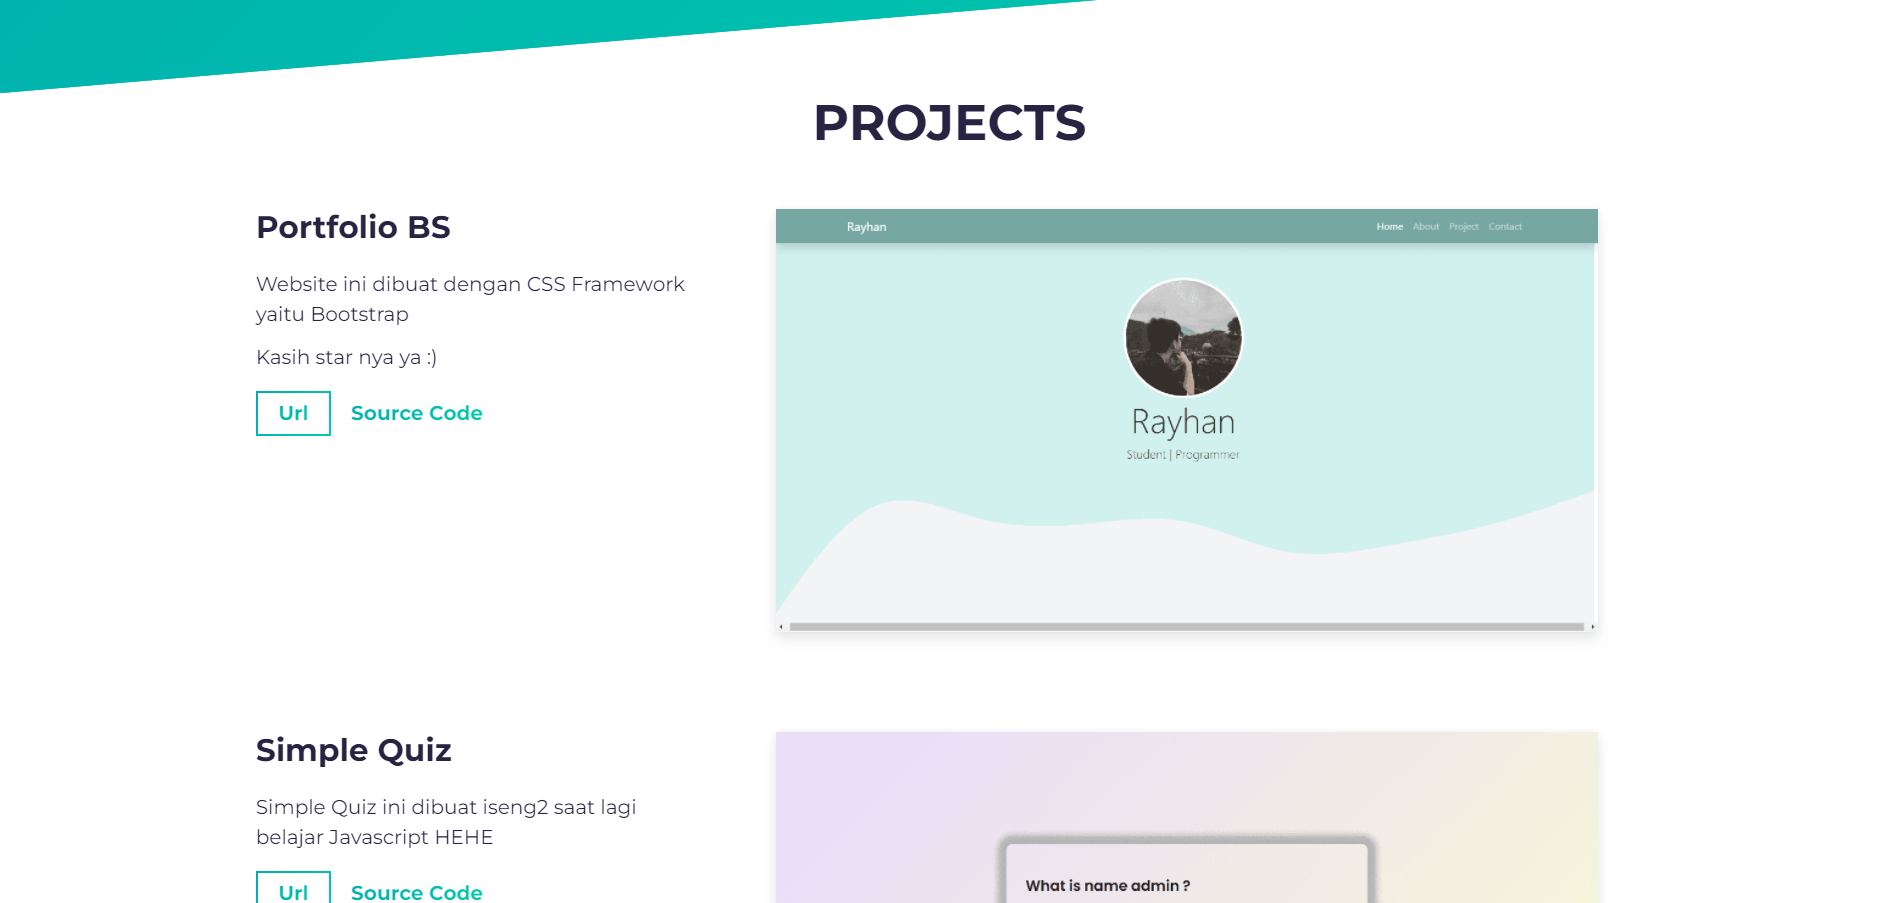 PROJECTS
Portfolio BS
Website ini dibuat dengan CSS Framework
yaitu Bootstrap
Kasih star nya ya :)
Url Source Code
Rayhan Home About Project Contact
Rayhan
Student | Programmer
Simple Quiz
Simple Quiz ini dibuat iseng2 saat lagi
belajar Javascript HEHE
Url Source Code
What is name admin ?